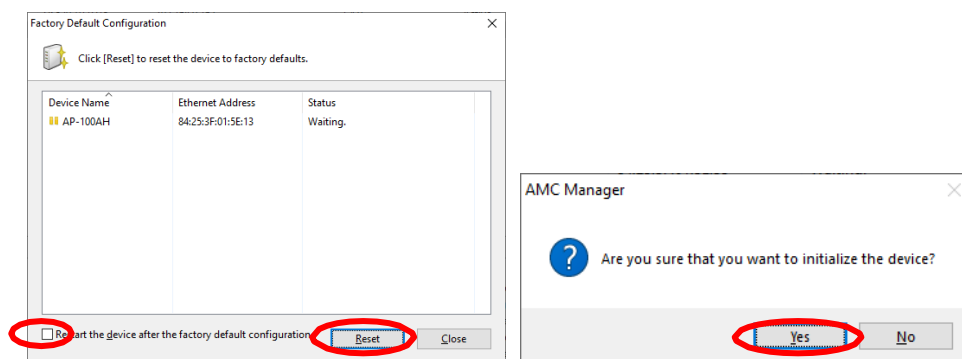 Factory Default Configuration
Click [Reset] to reset the device to factory defaults.
Device Name Ethernet Address Status
AP-100AH 84:25:3F:01:5E:13 Waiting.
Restart the device after the factory default configuration
Reset Close
AMC Manager
Are you sure that you want to initialize the device?
Yes No